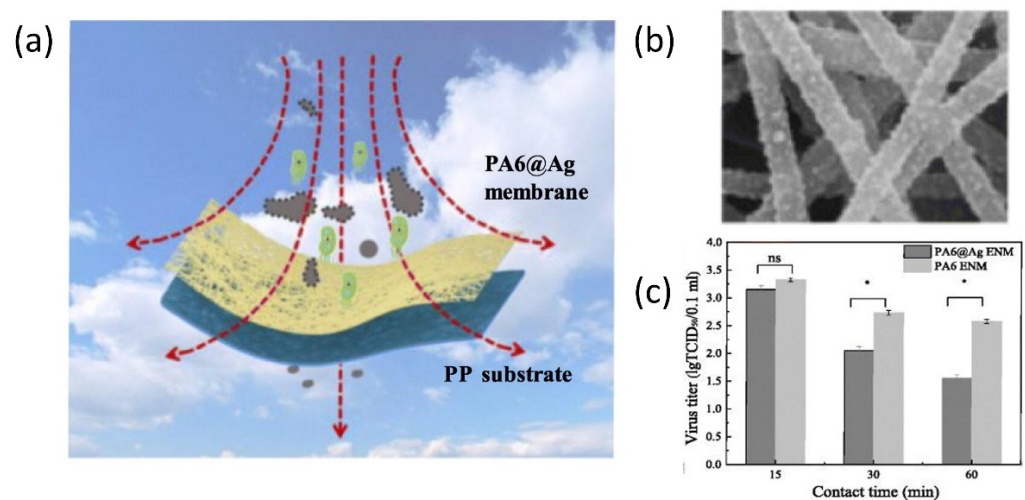 (a)
PA6@Ag
membrane
PP substrate
(b)
(c)
Virus titer (lgTCID₅₀/0.1 ml)
4.0
3.5
3.0
2.5
2.0
1.5
1.0
0.5
0.0
PA6@Ag ENM
PA6 ENM
ns
*
*
15
30
60
Contact time (min)